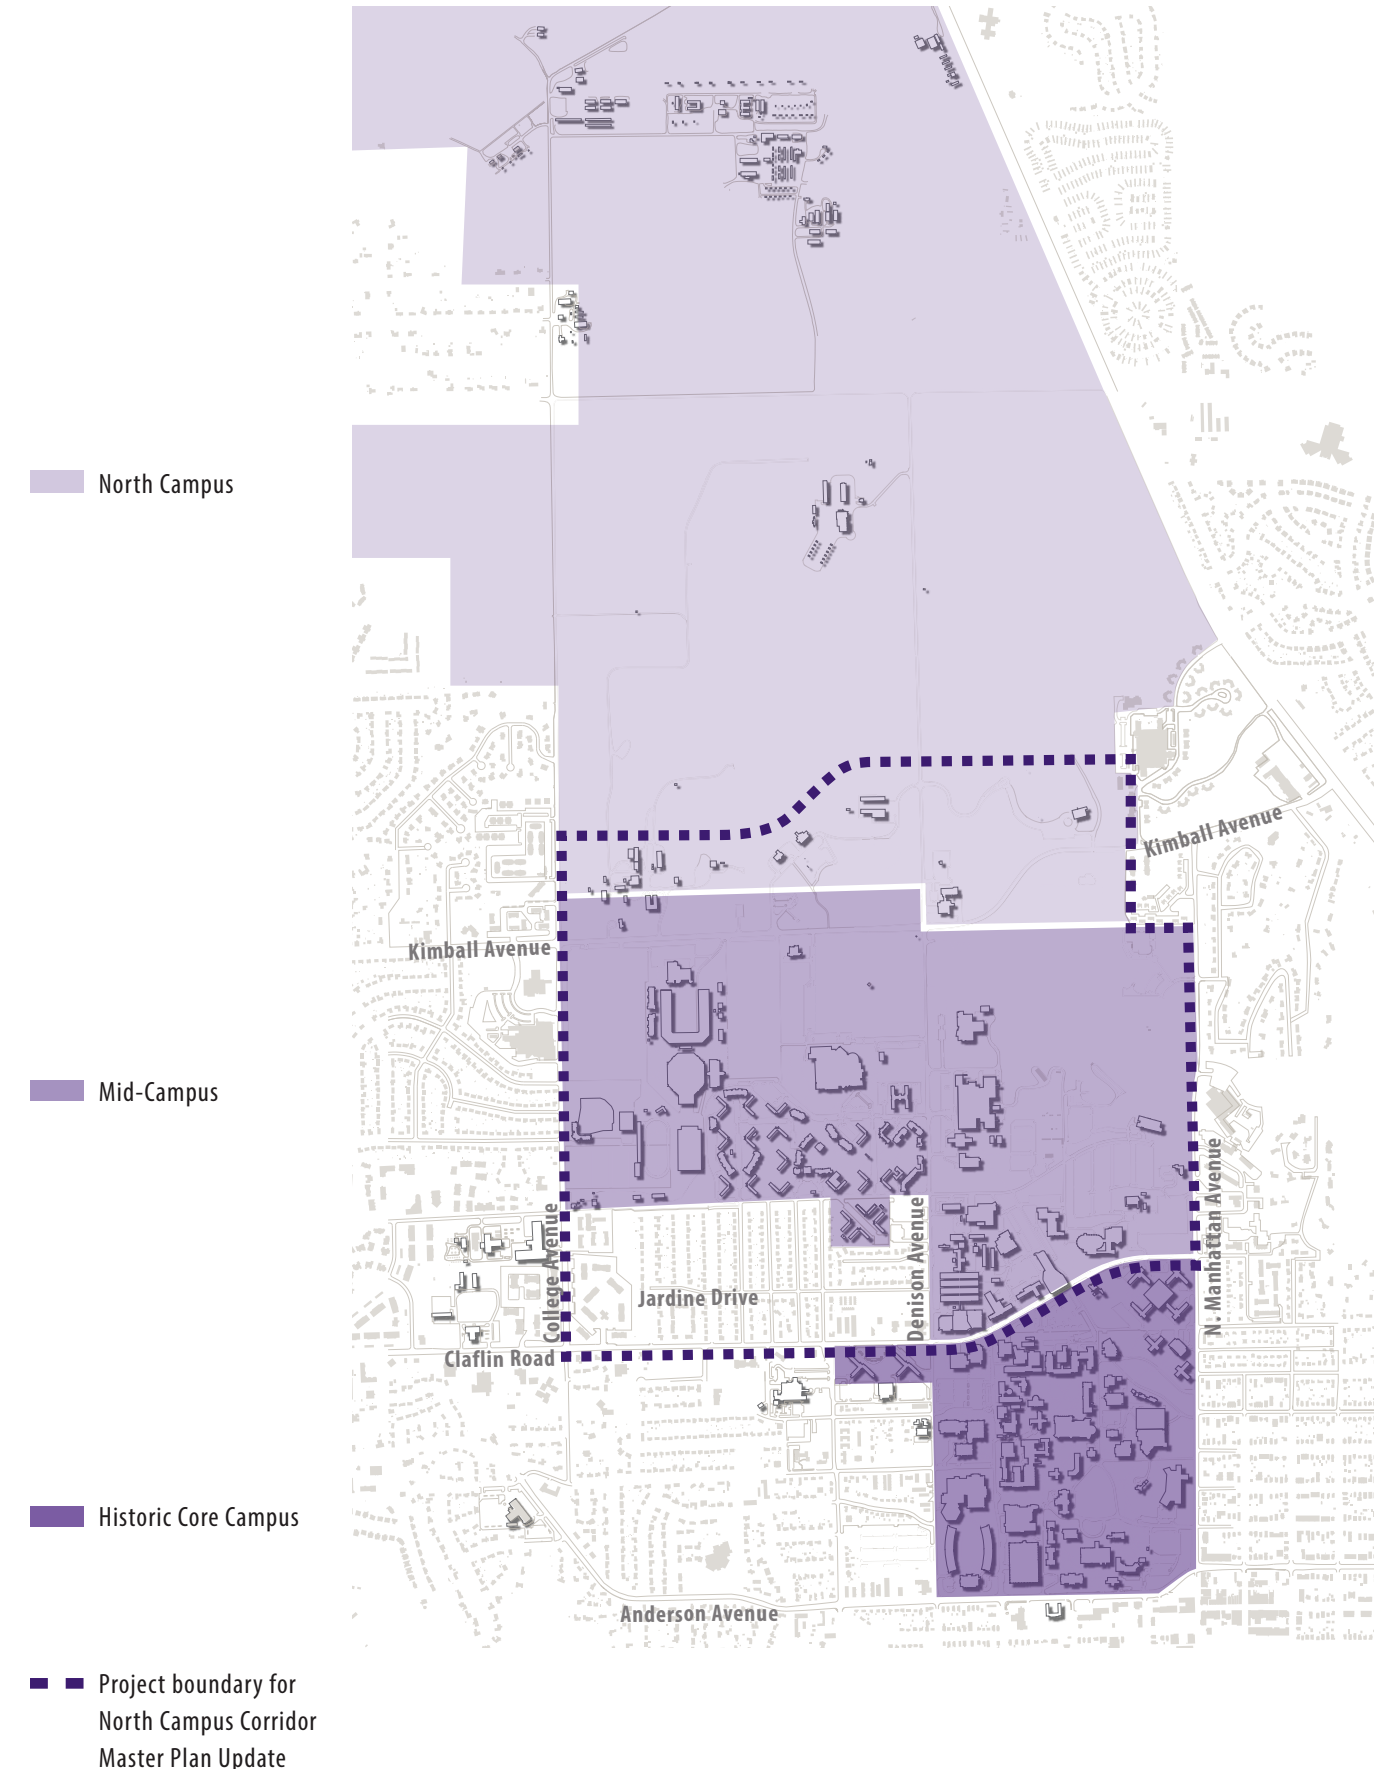 North Campus
Kimball Avenue
Kimball Avenue
Mid-Campus
N. Manhattan Avenue
College Avenue
Denison Avenue
Jardine Drive
Claflin Road
Historic Core Campus
Anderson Avenue
Project boundary for
North Campus Corridor
Master Plan Update